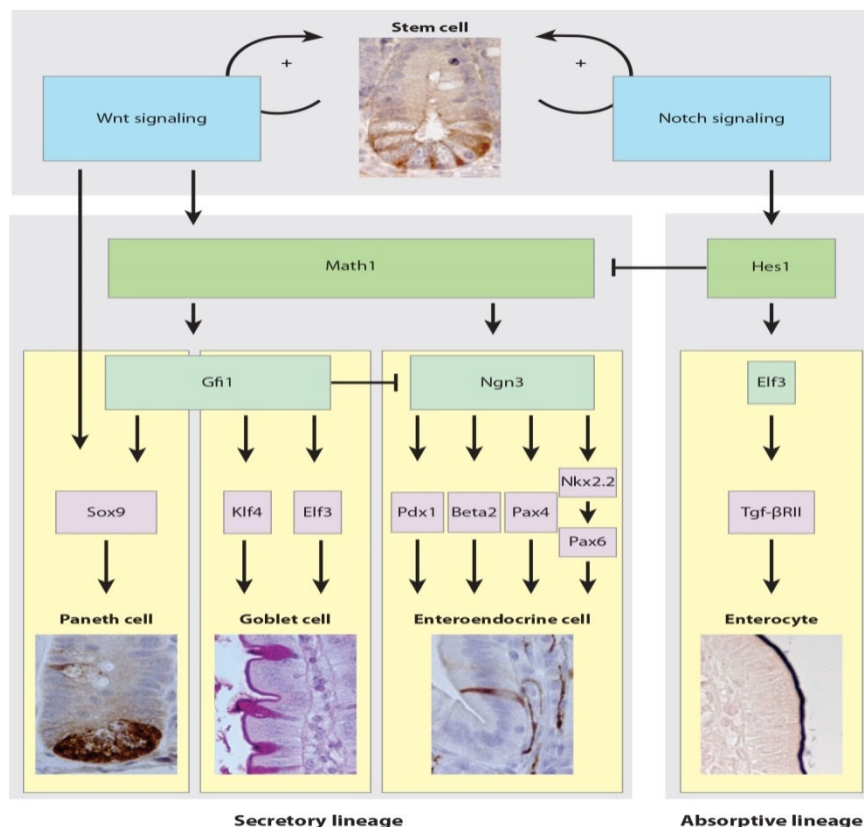 Stem cell
+
+
Wnt signaling
Notch signaling
Math1
Hes1
Gfi1
Ngn3
Elf3
Sox9
Klf4
Elf3
Pdx1
Beta2
Pax4
Nkx2.2
Pax6
Tgf-βRII
Paneth cell
Goblet cell
Enteroendocrine cell
Enterocyte
Secretory lineage
Absorptive lineage